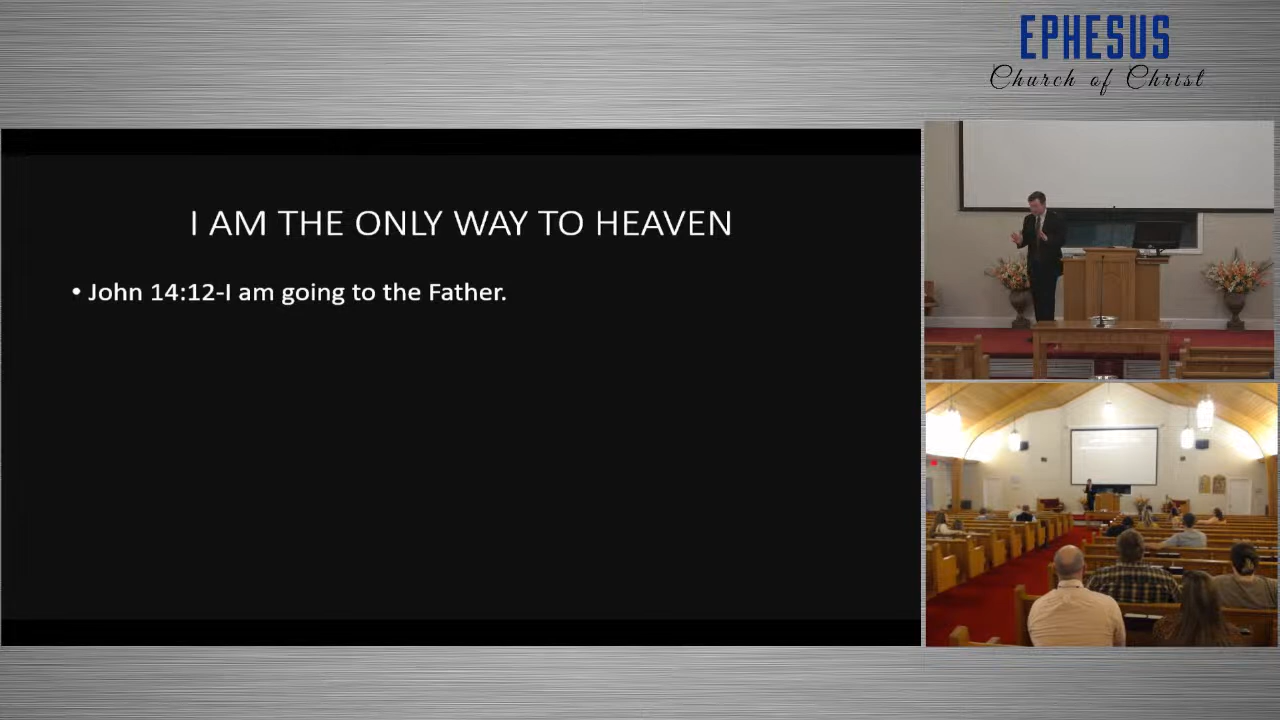 EPHESUS
Church of Christ
I AM THE ONLY WAY TO HEAVEN
• John 14:12-I am going to the Father.